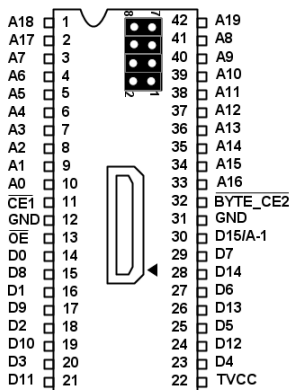 A18 1 8 7 42 A19
A17 2 41 A8
A7 3 40 A9
A6 4 39 A10
A5 5 2 1 38 A11
A4 6 37 A12
A3 7 36 A13
A2 8 35 A14
A1 9 34 A15
A0 10 33 A16
CE1 11 32 BYTE_CE2
GND 12 31 GND
OE 13 30 D15/A-1
D0 14 29 D7
D8 15 28 D14
D1 16 27 D6
D9 17 26 D13
D2 18 25 D5
D10 19 24 D12
D3 20 23 D4
D11 21 22 TVCC